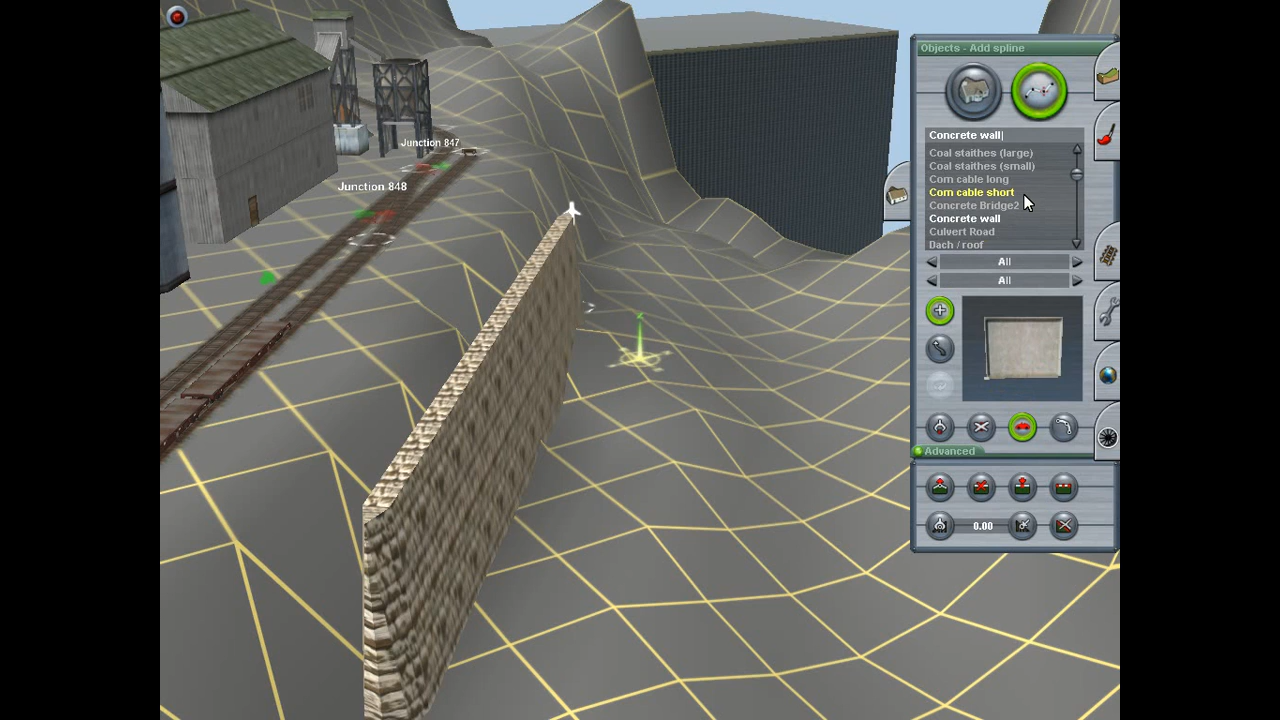 Objects - Add spline
Concrete wall
Coal staithes (large)
Coal staithes (small)
Com cable long
Com cable short
Concrete Bridge2
Concrete wall
Culvert Road
Dach / roof
All
All
Advanced
0.00
Junction 847
Junction 848